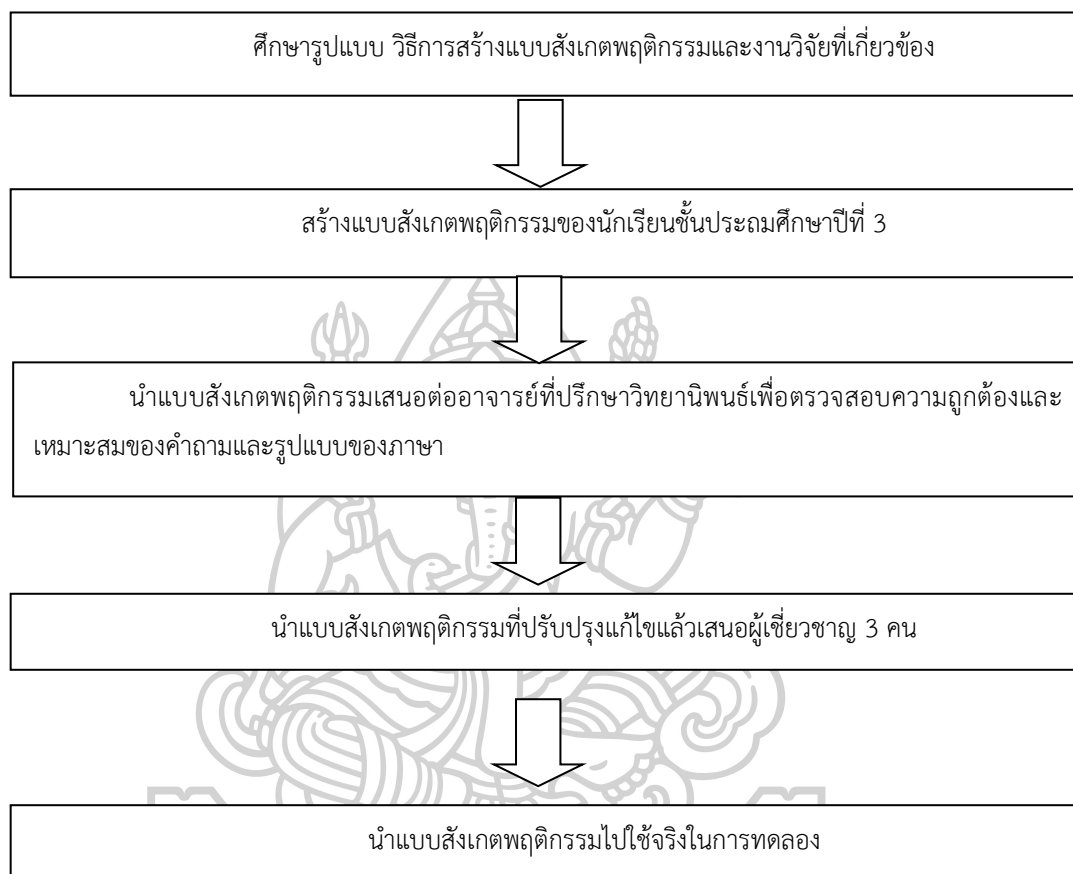 ศึกษารูปแบบ วิธีการสร้างแบบสังเกตพฤติกรรมและงานวิจัยที่เกี่ยวข้อง
สร้างแบบสังเกตพฤติกรรมของนักเรียนชั้นประถมศึกษาปีที่ 3
นำแบบสังเกตพฤติกรรมเสนอต่ออาจารย์ที่ปรึกษาวิทยานิพนธ์เพื่อตรวจสอบความถูกต้องและ
เหมาะสมของคำถามและรูปแบบของภาษา
นำแบบสังเกตพฤติกรรมที่ปรับปรุงแก้ไขแล้วเสนอผู้เชี่ยวชาญ 3 คน
นำแบบสังเกตพฤติกรรมไปใช้จริงในการทดลอง